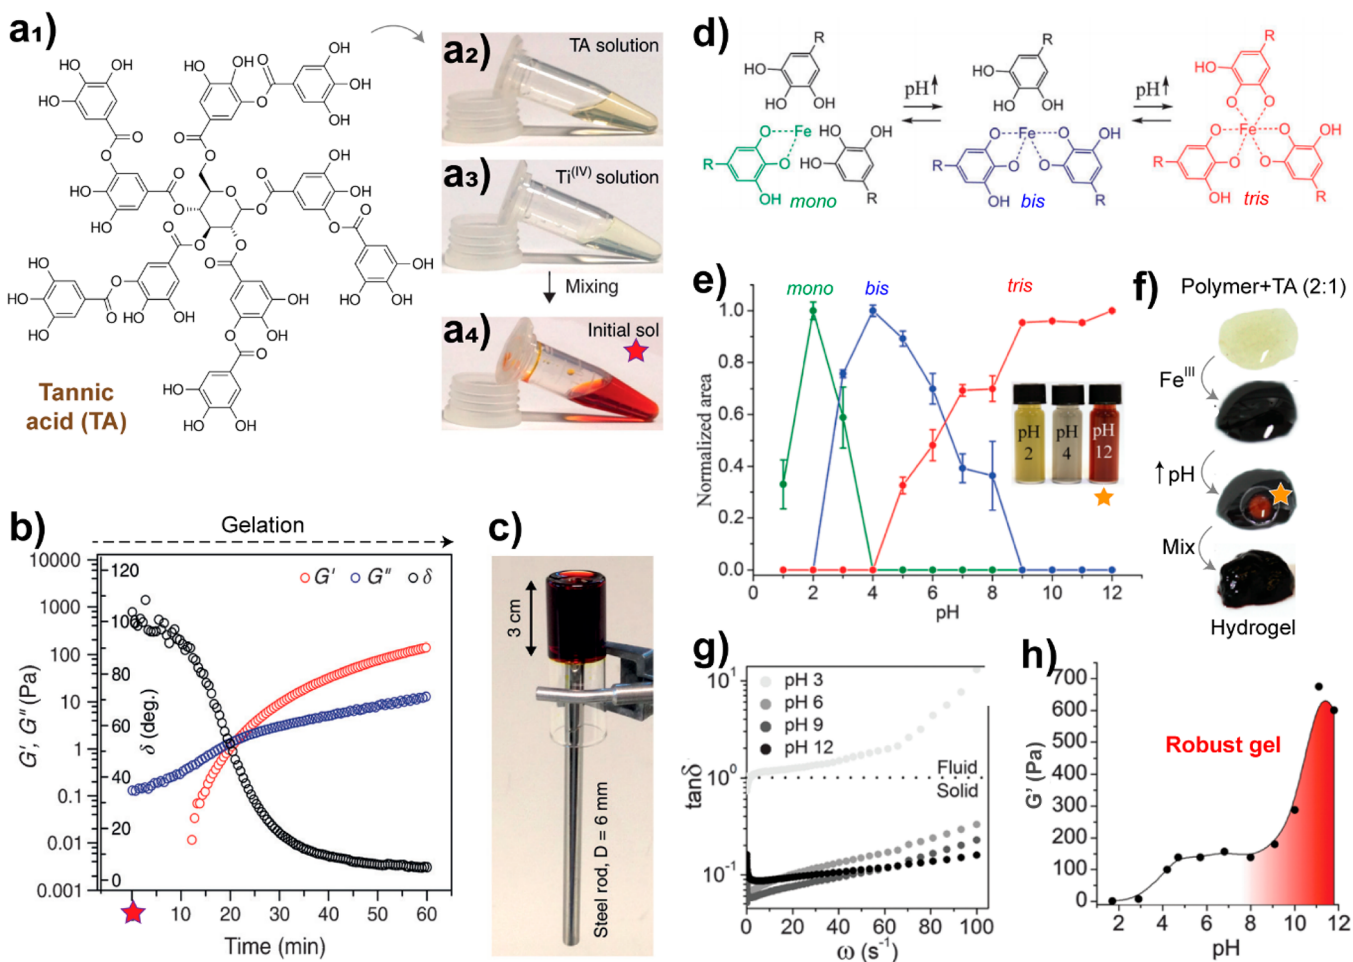 a₁)
OH
OH
OH
HO
HO
HO
O
O
O
O
O
O
OH
OH
OH
OH
OH
OH
OH
OH
OH
HO
HO
HO
HO
HO
HO
HO
HO
HO
HO
OH
OH
OH
OH
OH
OH
Tannic
acid (TA)
a₂)
TA solution
a₃)
Ti(IV) solution
Mixing
a₄)
Initial sol
b)
Gelation
G' G" δ
G', G" (Pa)
10000
1000
100
10
1
0.1
0.01
0.001
δ (deg.)
120
100
80
60
40
20
0
10 20 30 40 50 60
Time (min)
c)
3 cm
Steel rod, D = 6 mm
d)
R
HO
HO OH
O
O
Fe
R
OH
mono
HO OH
HO
R
pH↑
R
HO
HO OH
R
O
O
Fe
O
O
OH
OH
R
bis
pH↑
R
HO
O O
O
O
Fe
O
O
R
OH
OH
R
tris
e)
mono bis tris
Normalized area
1.0
0.8
0.6
0.4
0.2
0.0
pH
2
pH
4
pH
12
0 2 4 6 8 10 12
pH
f)
Polymer+TA (2:1)
FeIII
↑pH
Mix
Hydrogel
g)
tanδ
10¹
10⁰
10⁻¹
pH 3
pH 6
pH 9
pH 12
Fluid
Solid
0 20 40 60 80 100
ω (s⁻¹)
h)
G' (Pa)
700
600
450
300
150
100
0
Robust gel
2 4 6 8 10 12
pH